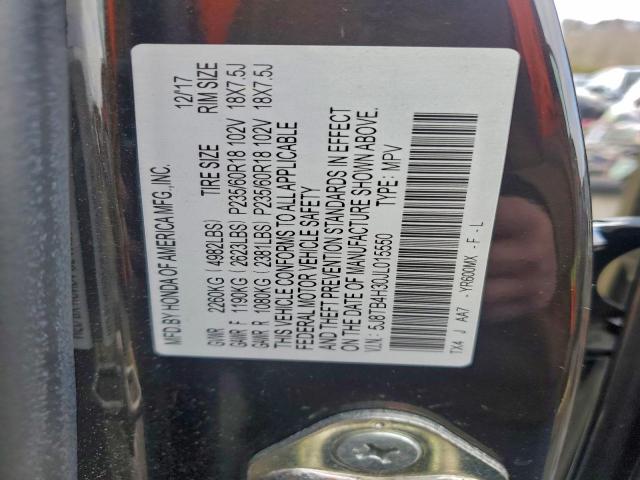 MFD BY HONDA OF AMERICA MFG.,INC. 12/17
GVWR 2260KG ( 4982LBS) TIRE SIZE RIM SIZE
GAWR F 1190KG ( 2623LBS) P235/60R18 102V 18X7.5J
GAWR R 1080KG ( 2381LBS) P235/60R18 102V 18X7.5J
THIS VEHICLE CONFORMS TO ALL APPLICABLE
FEDERAL MOTOR VEHICLE SAFETY
AND THEFT PREVENTION STANDARDS IN EFFECT
ON THE DATE OF MANUFACTURE SHOWN ABOVE.
V.I.N.: 5J8TB4H30JL015550 TYPE: MPV
TX4 J AA7 -YR600MX - F - L